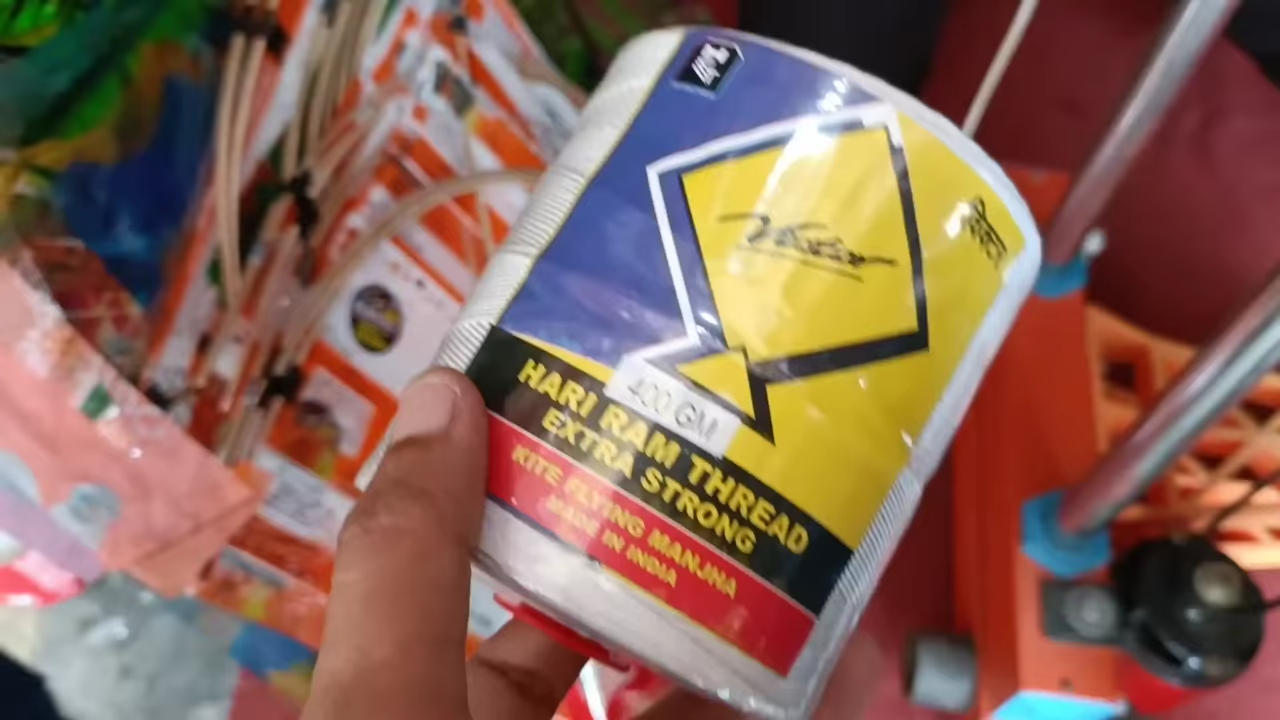 400 GM
HARI RAM THREAD
EXTRA STRONG
KITE FLYING MANJHA
MADE IN INDIA